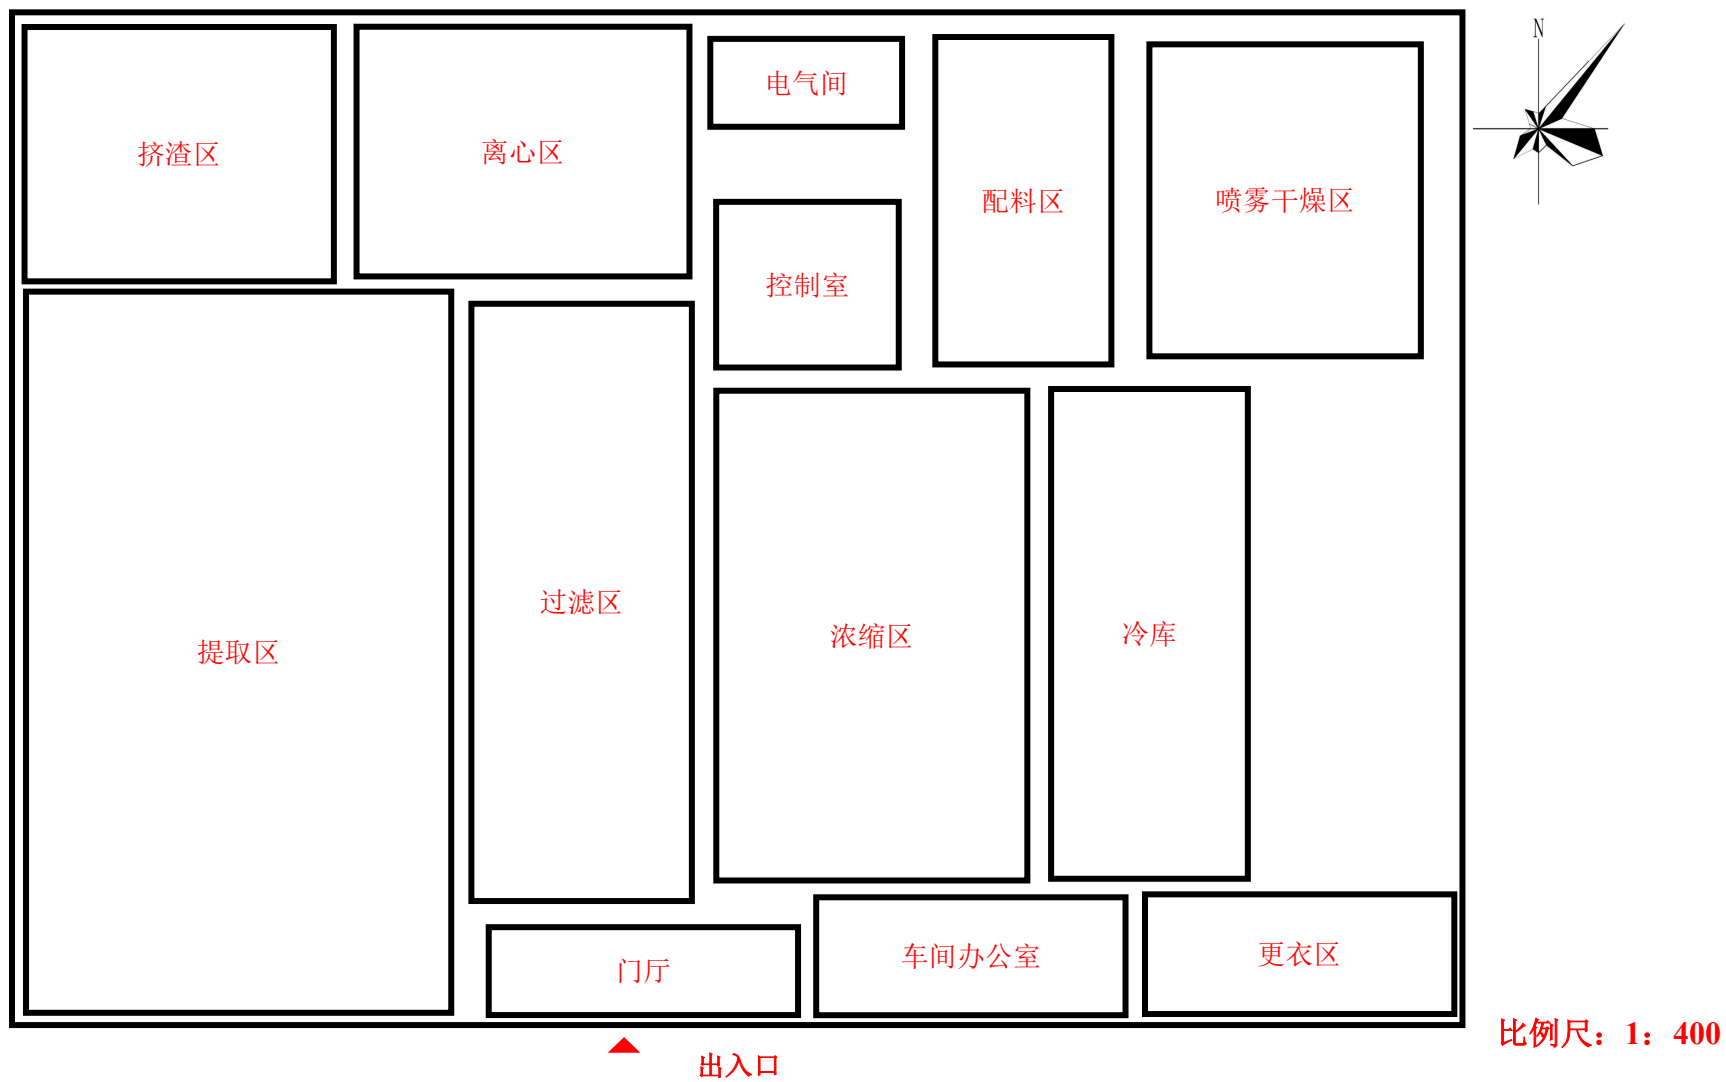 N
电气间
挤渣区
离心区
配料区
喷雾干燥区
控制室
过滤区
浓缩区
冷库
提取区
门厅
车间办公室
更衣区
比例尺：1：400
出入口